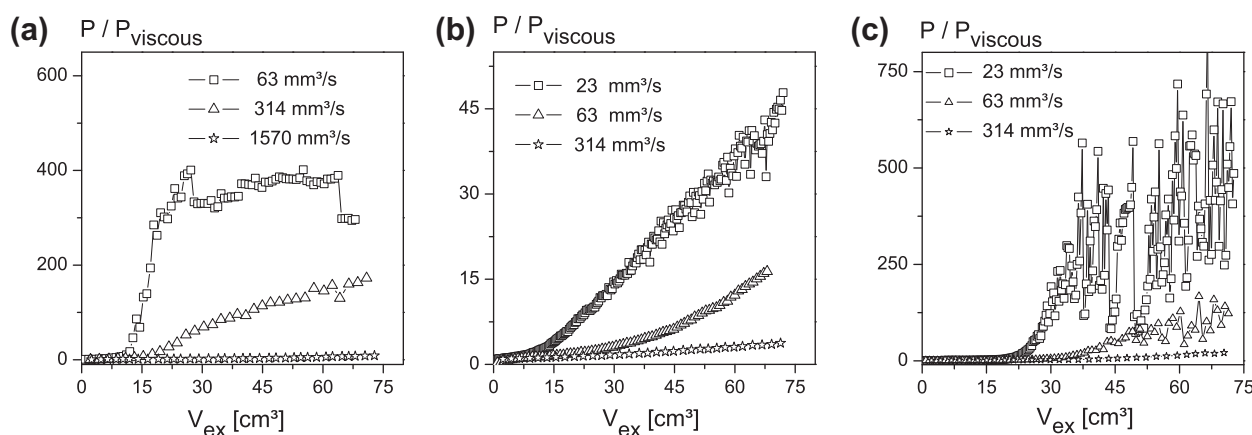 (a) P / P_viscous
600
400
200
0
63 mm³/s
314 mm³/s
1570 mm³/s
0 15 30 45 60 75
V_ex [cm³]
(b) P / P_viscous
45
30
15
0
23 mm³/s
63 mm³/s
314 mm³/s
0 15 30 45 60 75
V_ex [cm³]
(c) P / P_viscous
750
500
250
0
23 mm³/s
63 mm³/s
314 mm³/s
0 15 30 45 60 75
V_ex [cm³]